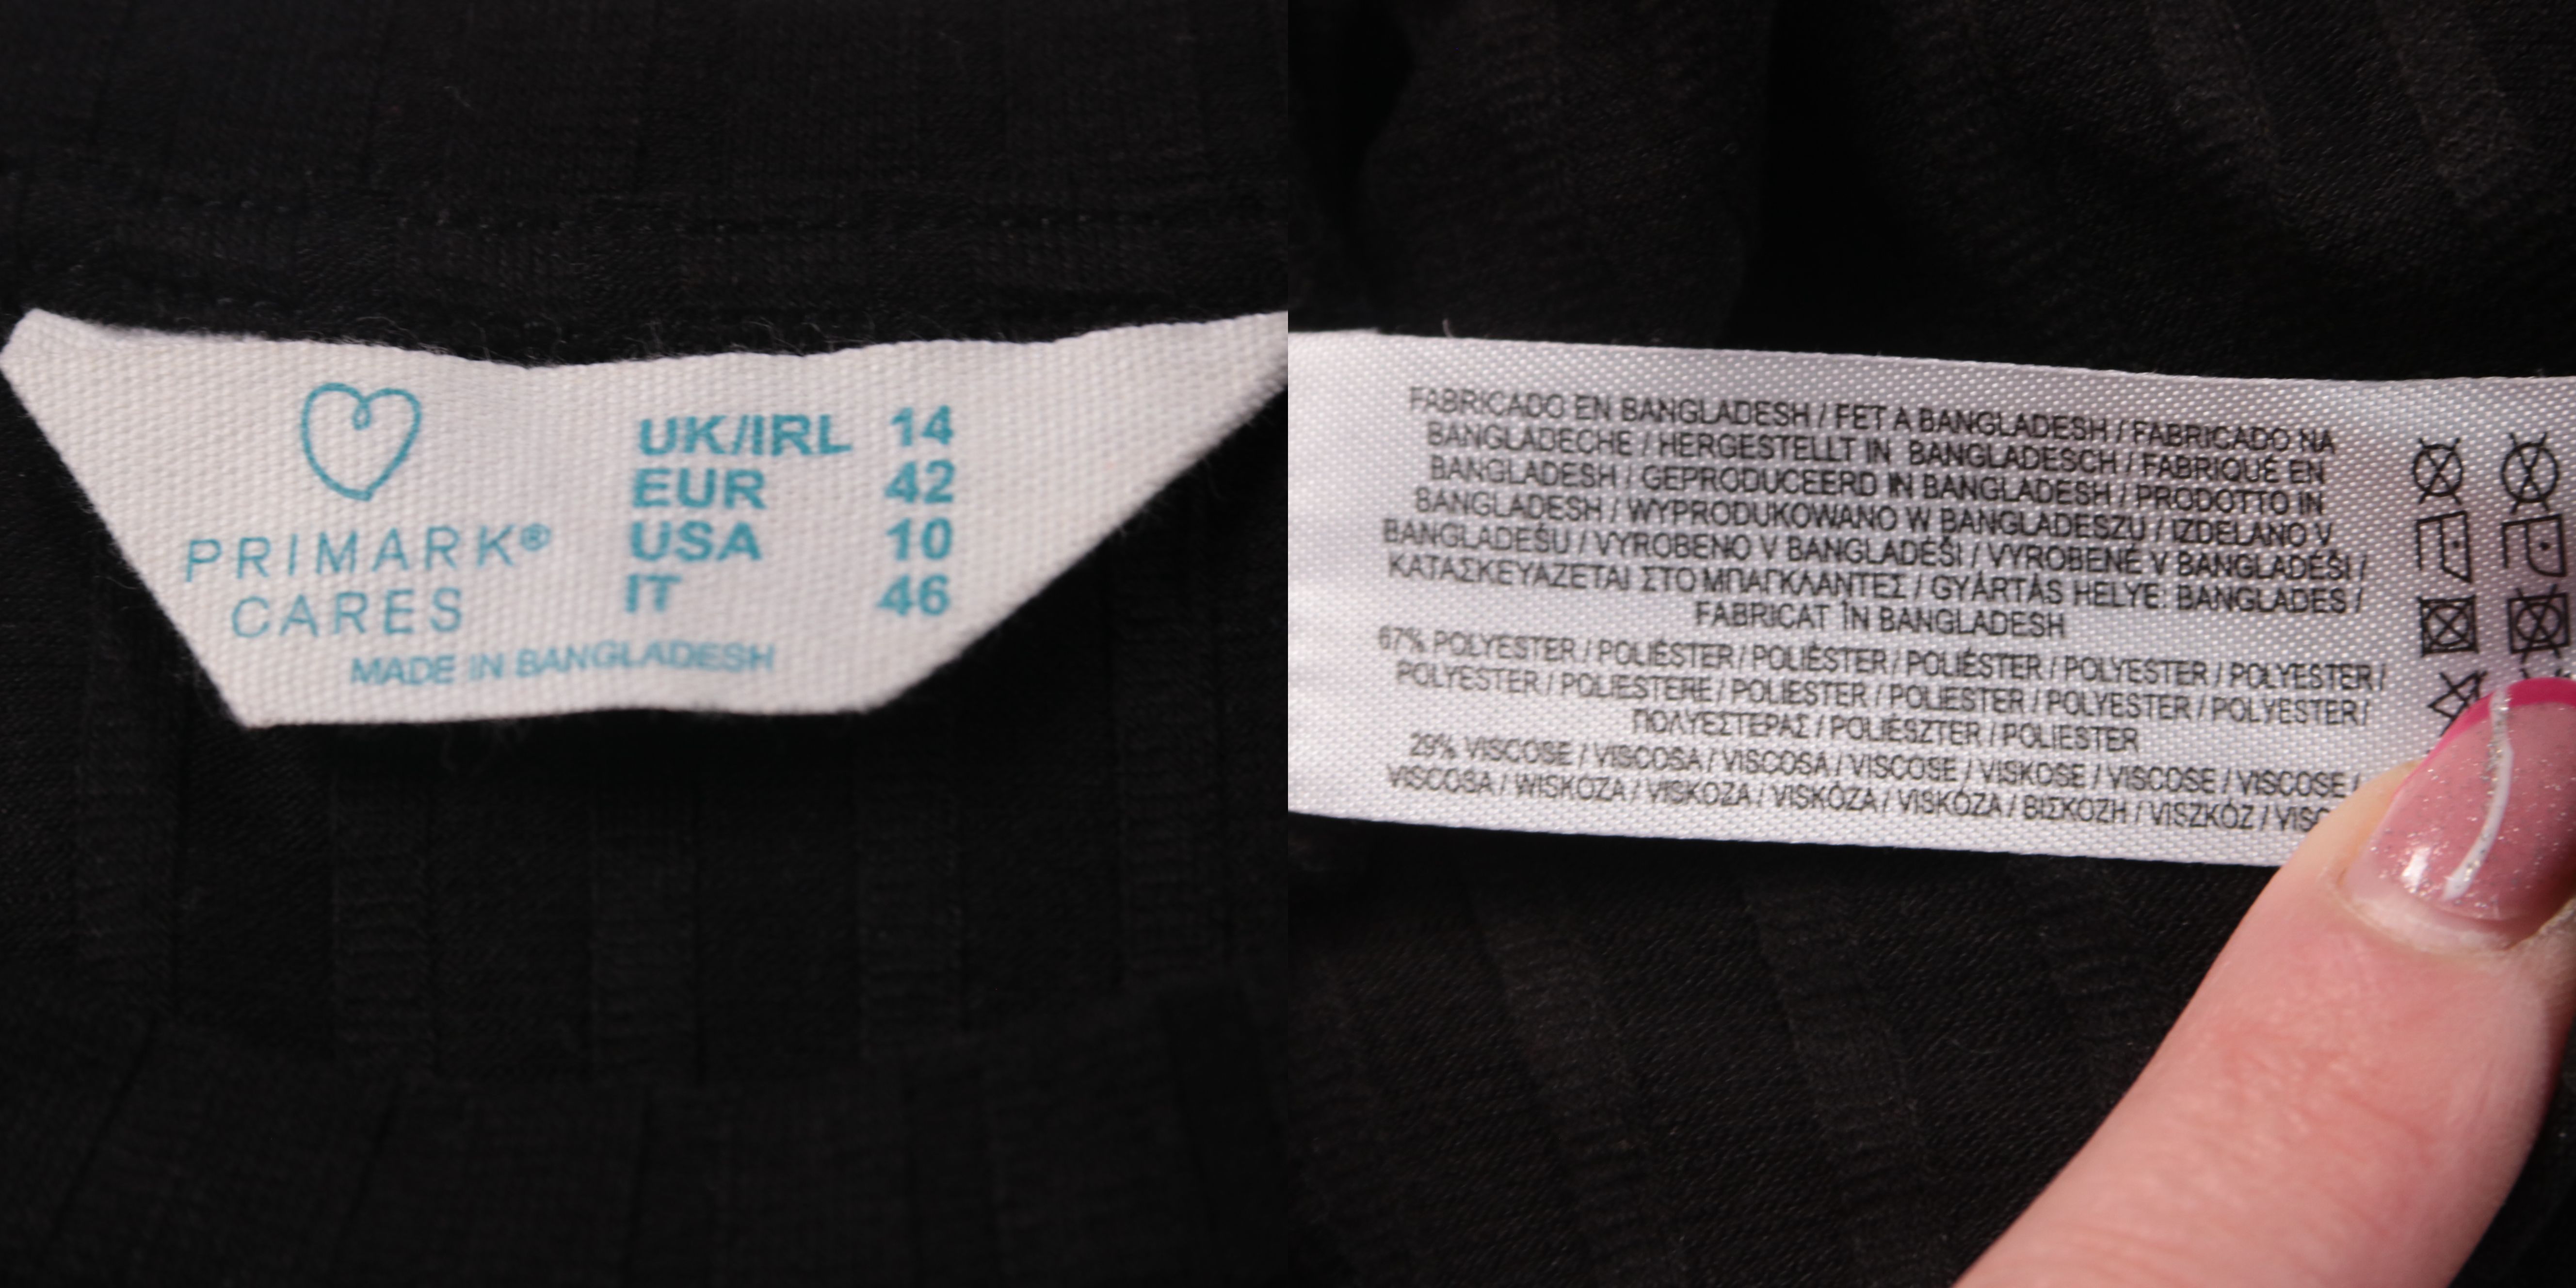 PRIMARK®
CARES
UK/IRL 14
EUR 42
USA 10
IT 46
MADE IN BANGLADESH
FABRICADO EN BANGLADESH / FET A BANGLADESH / FABRICADO NA
BANGLADECHE / HERGESTELLT IN BANGLADESCH / FABRIQUÉ EN
BANGLADESH / GEPRODUCEERD IN BANGLADESH / PRODOTTO IN
BANGLADESH / WYPRODUKOWANO W BANGLADESZU / IZDELANO V
BANGLADEŠU / VYROBENO V BANGLADÉŠI / VYROBENÉ V BANGLADÉŠI /
ΚΑΤΑΣΚΕΥΑΖΕΤΑΙ ΣΤΟ ΜΠΑΓΚΛΑΝΤΕΣ / GYÁRTÁS HELYE: BANGLADES /
FABRICAT ÎN BANGLADESH
67% POLYESTER / POLIÉSTER / POLIÈSTER / POLIÉSTER / POLYESTER / POLYESTER /
POLYESTER / POLIESTERE / POLIESTER / POLIESTER / POLYESTER / POLYESTER /
ΠΟΛΥΕΣΤΕΡΑΣ / POLIÉSZTER / POLIESTER
29% VISCOSE / VISCOSA / VISCOSA / VISCOSE / VISKOSE / VISCOSE / VISCOSE /
VISCOSA / WISKOZA / VISKOZA / VISKÓZA / VISKÓZA / ΒΙΣΚΟΖΗ / VISZKÓZ /